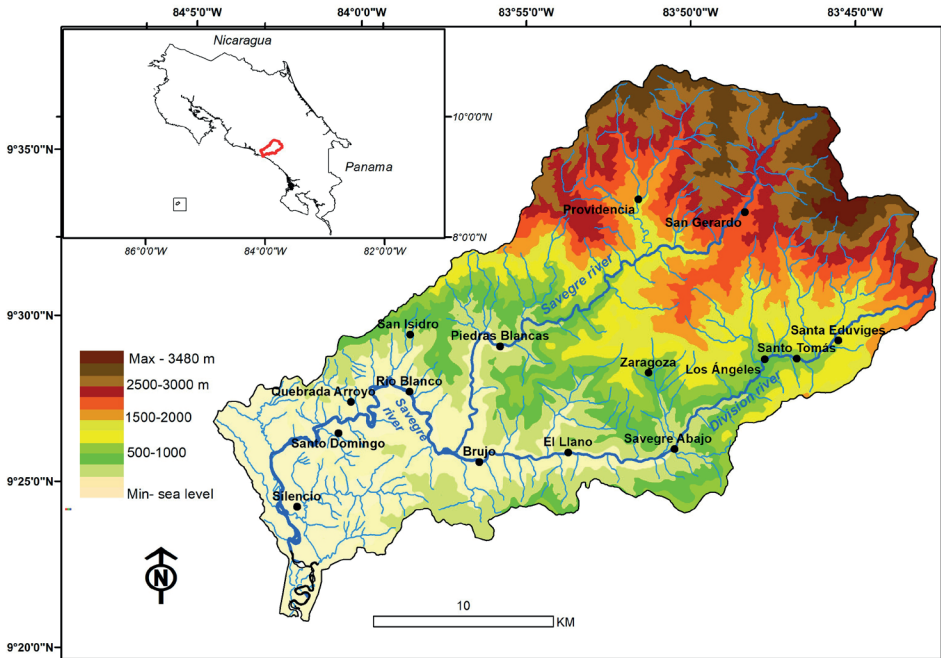 84°5'0"W
84°0'0"W
83°55'0"W
83°50'0"W
83°45'0"W
Nicaragua
10°0'0"N
9°35'0"N
Panama
8°0'0"N
86°0'0"W
84°0'0"W
82°0'0"W
Providencia
San Gerardo
Savegre river
9°30'0"N
San Isidro
Piedras Blancas
Santa Eduviges
Santo Tomás
Max - 3480 m
Zaragoza
Los Ángeles
2500-3000 m
Río Blanco
Quebrada Arroyo
1500-2000
Savegre
river
Division river
Santo Domingo
El Llano
Savegre Abajo
500-1000
Brujo
9°25'0"N
Min- sea level
Silencio
N
10
KM
9°20'0"N